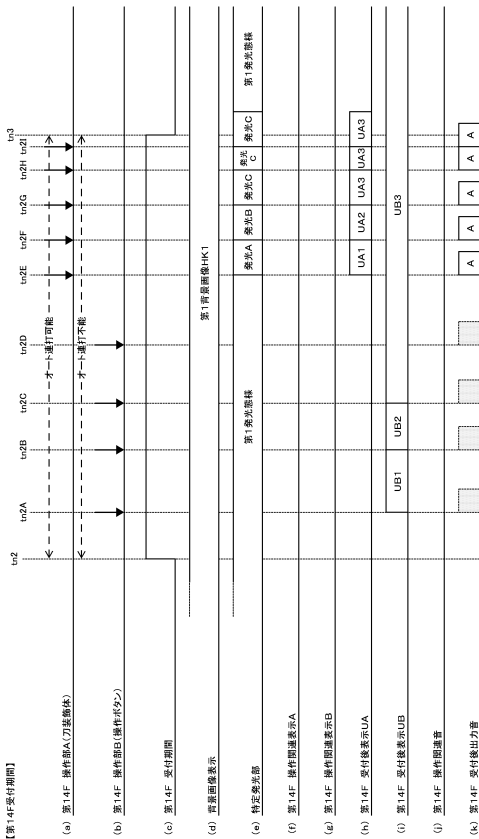 【第14F受付期間】
tn2
tn2A
tn2B
tn2C
tn2D
tn2E
tn2F
tn2G
tn2H
tn2I
tn3
オート連打可能
オート連打不能
(a) 第14F 操作部A(刀装飾体)
(b) 第14F 操作部B(操作ボタン)
(c) 第14F 受付期間
(d) 背景画像表示
第1背景画像HK1
(e) 特定発光部
第1発光態様
発光A
発光B
発光C
発光C
発光C
第1発光態様
(f) 第14F 操作関連表示A
(g) 第14F 操作関連表示B
(h) 第14F 受付後表示UA
UA1
UA2
UA3
UA3
UA3
(i) 第14F 受付後表示UB
UB1
UB2
UB3
(j) 第14F 操作関連音
(k) 第14F 受付後出力音
A
A
A
A
A